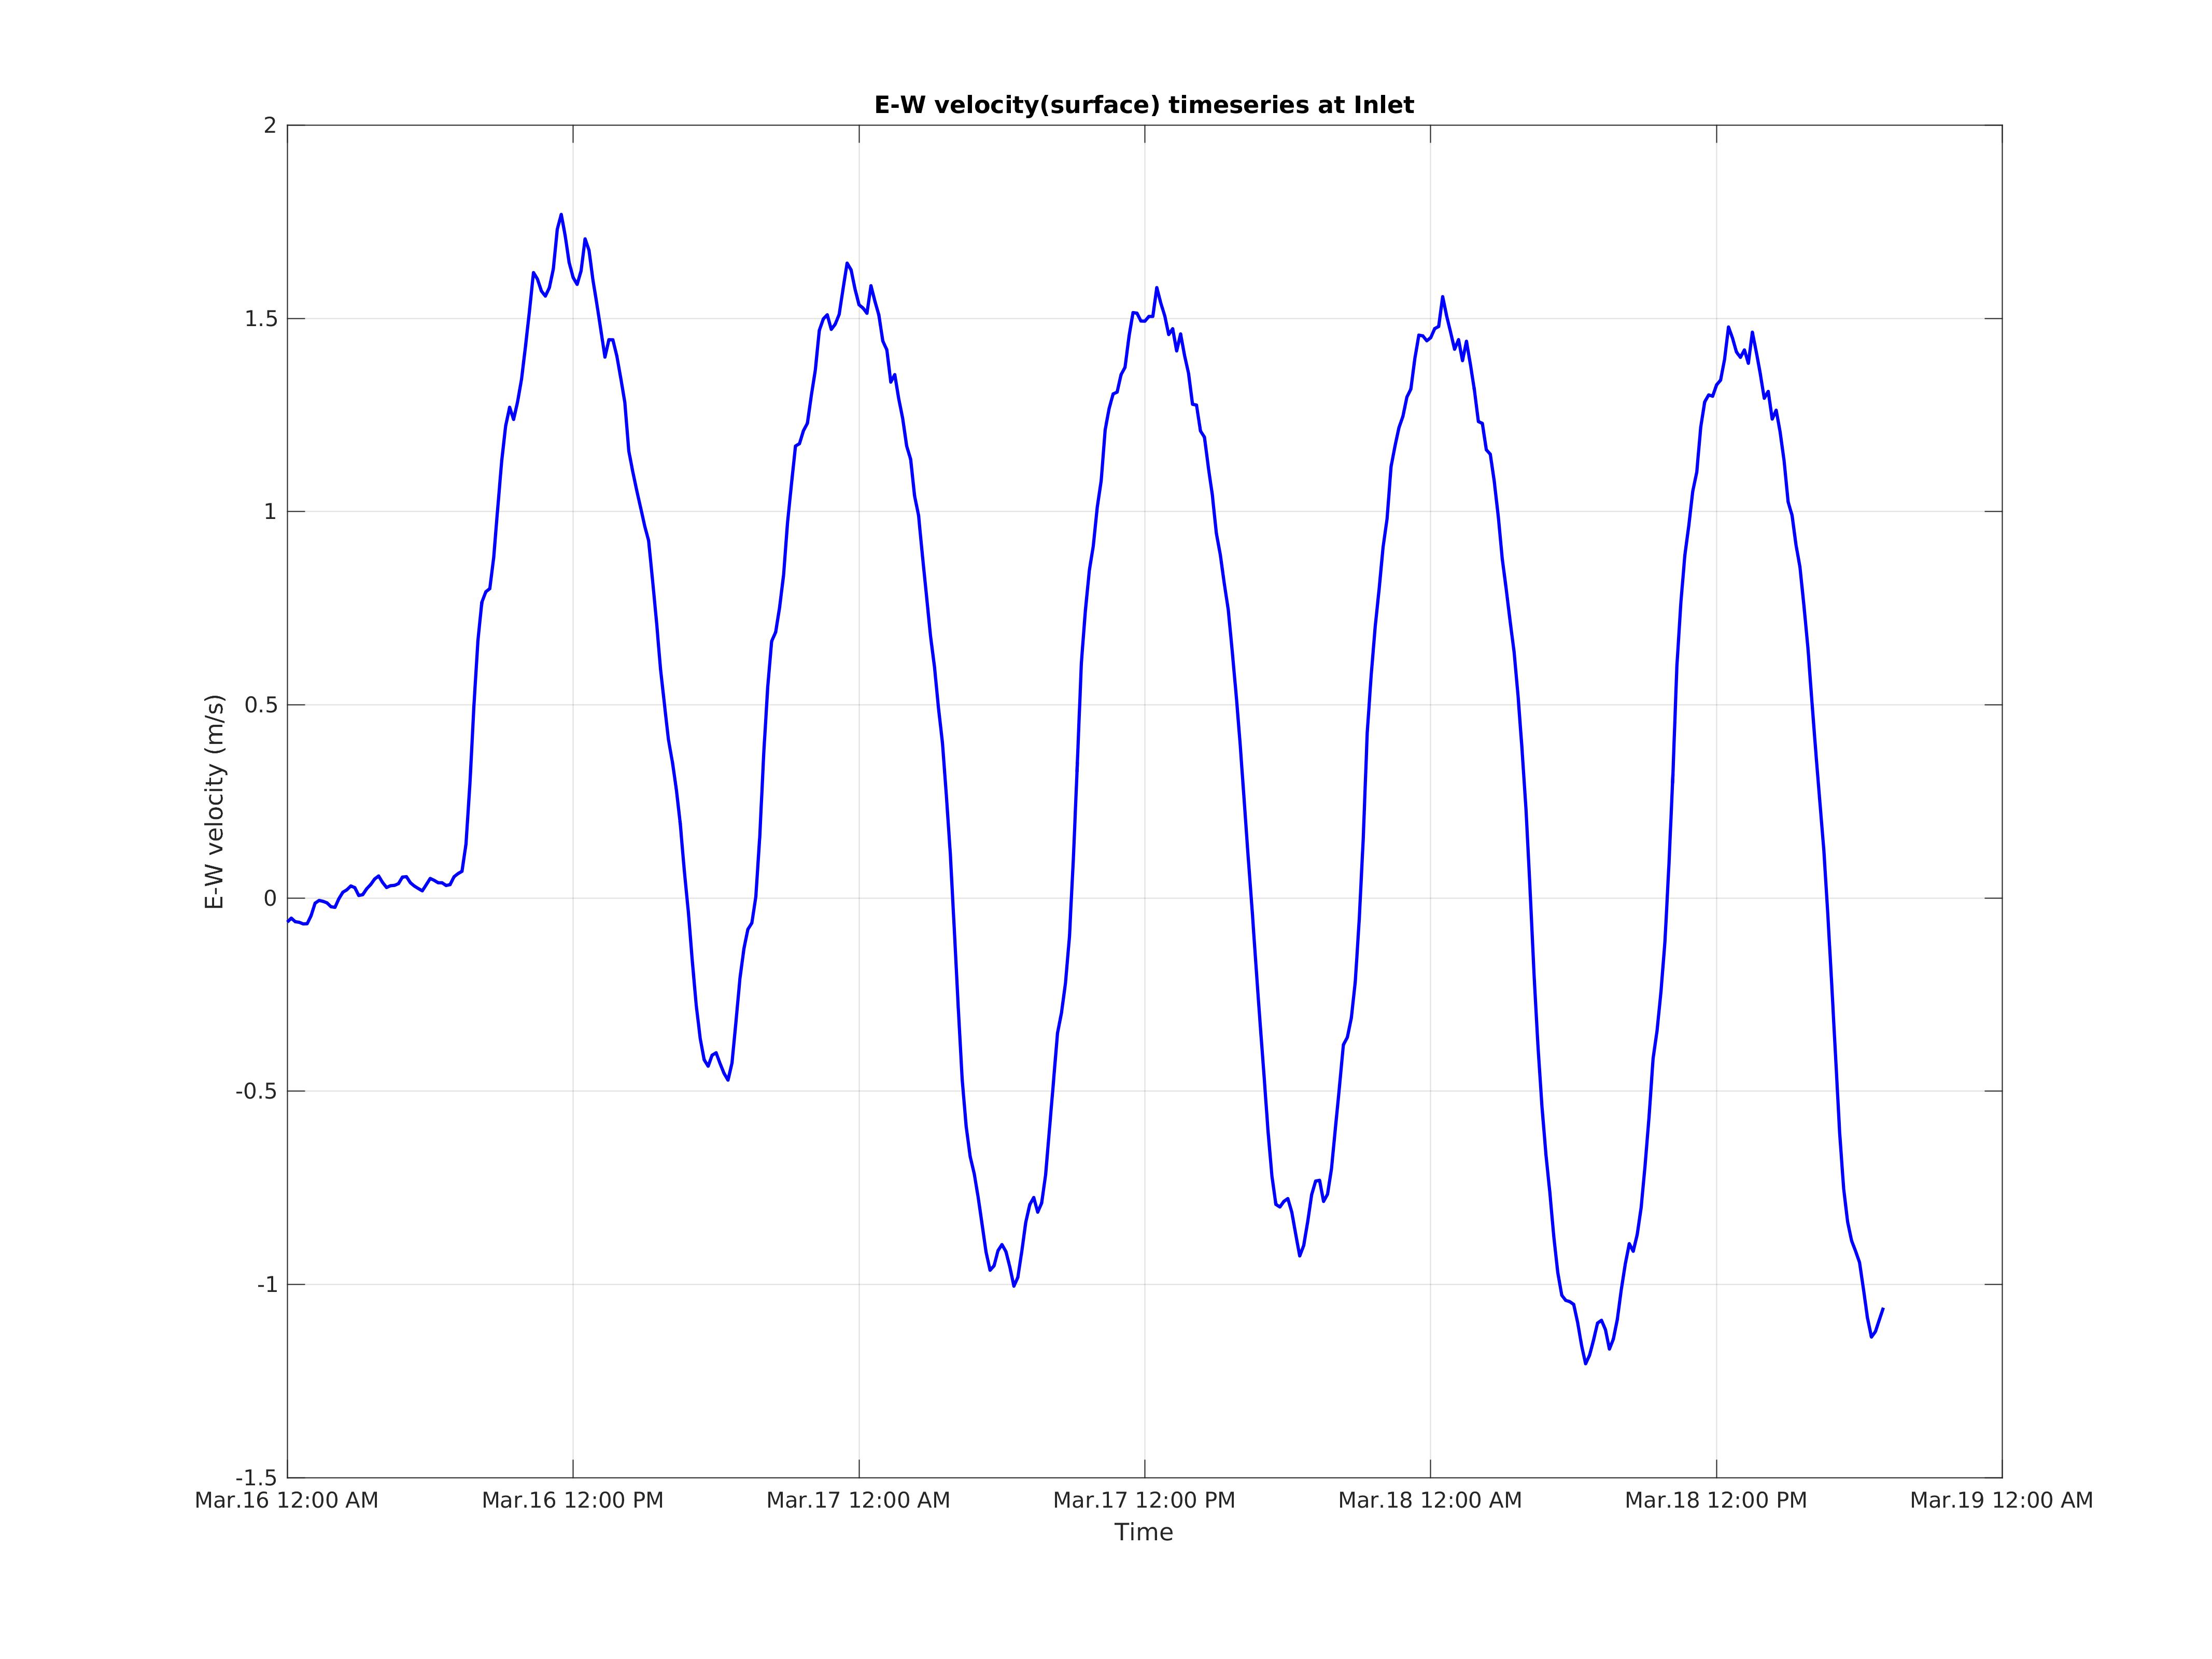 E-W velocity(surface) timeseries at Inlet
2
1.5
1
0.5
0
-0.5
-1
-1.5
E-W velocity (m/s)
Mar.16 12:00 AM Mar.16 12:00 PM Mar.17 12:00 AM Mar.17 12:00 PM Mar.18 12:00 AM Mar.18 12:00 PM Mar.19 12:00 AM
Time